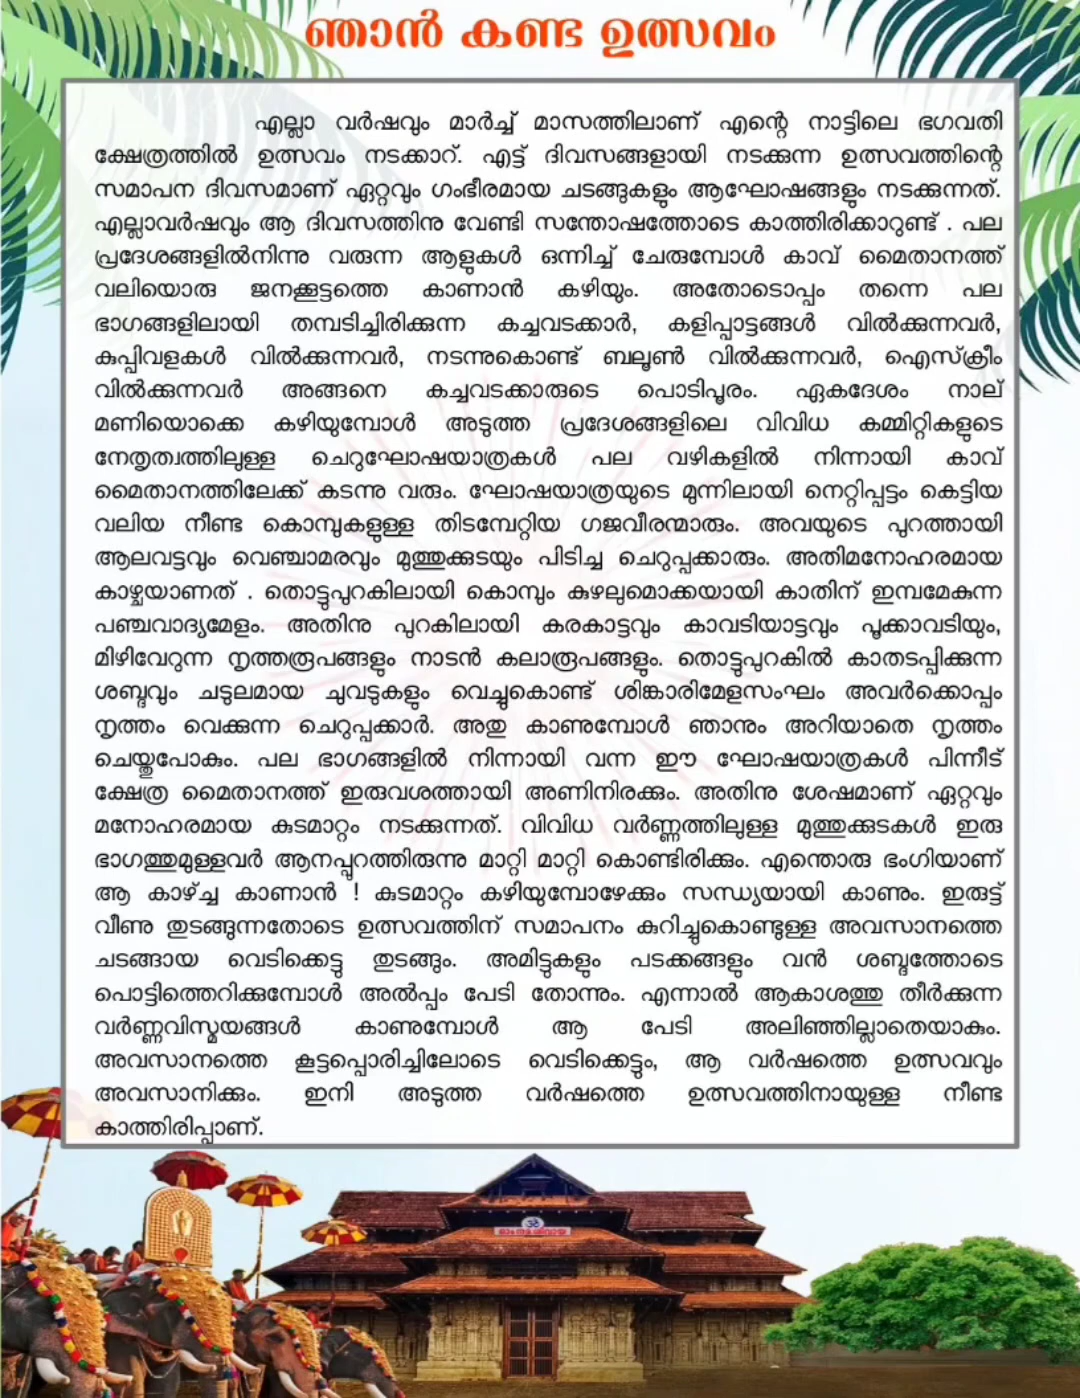 ഞാൻ കണ്ട ഉത്സവം
എല്ലാ വർഷവും മാർച്ച് മാസത്തിലാണ് എന്റെ നാട്ടിലെ ഭഗവതി
ക്ഷേത്രത്തിൽ ഉത്സവം നടക്കാറ്. എട്ട് ദിവസങ്ങളായി നടക്കുന്ന ഉത്സവത്തിന്റെ
സമാപന ദിവസമാണ് ഏറ്റവും ഗംഭീരമായ ചടങ്ങുകളും ആഘോഷങ്ങളും നടക്കുന്നത്.
എല്ലാവർഷവും ആ ദിവസത്തിനു വേണ്ടി സന്തോഷത്തോടെ കാത്തിരിക്കാറുണ്ട് . പല
പ്രദേശങ്ങളിൽനിന്നു വരുന്ന ആളുകൾ ഒന്നിച്ച് ചേരുമ്പോൾ കാവ് മൈതാനത്ത്
വലിയൊരു ജനക്കൂട്ടത്തെ കാണാൻ കഴിയും. അതോടൊപ്പം തന്നെ പല
ഭാഗങ്ങളിലായി തമ്പടിച്ചിരിക്കുന്ന കച്ചവടക്കാർ, കളിപ്പാട്ടങ്ങൾ വിൽക്കുന്നവർ,
കുപ്പിവളകൾ വിൽക്കുന്നവർ, നടന്നുകൊണ്ട് ബലൂൺ വിൽക്കുന്നവർ, ഐസ്ക്രീം
വിൽക്കുന്നവർ അങ്ങനെ കച്ചവടക്കാരുടെ പൊടിപൂരം. ഏകദേശം നാല്
മണിയൊക്കെ കഴിയുമ്പോൾ അടുത്ത പ്രദേശങ്ങളിലെ വിവിധ കമ്മിറ്റികളുടെ
നേതൃത്വത്തിലുള്ള ചെറുഘോഷയാത്രകൾ പല വഴികളിൽ നിന്നായി കാവ്
മൈതാനത്തിലേക്ക് കടന്നു വരും. ഘോഷയാത്രയുടെ മുന്നിലായി നെറ്റിപ്പട്ടം കെട്ടിയ
വലിയ നീണ്ട കൊമ്പുകളുള്ള തിടമ്പേറ്റിയ ഗജവീരന്മാരും. അവയുടെ പുറത്തായി
ആലവട്ടവും വെഞ്ചാമരവും മുത്തുക്കുടയും പിടിച്ച ചെറുപ്പക്കാരും. അതിമനോഹരമായ
കാഴ്ചയാണത് . തൊട്ടുപുറകിലായി കൊമ്പും കുഴലുമൊക്കയായി കാതിന് ഇമ്പമേകുന്ന
പഞ്ചവാദ്യമേളം. അതിനു പുറകിലായി കരകാട്ടവും കാവടിയാട്ടവും പൂക്കാവടിയും,
മിഴിവേറുന്ന നൃത്തരൂപങ്ങളും നാടൻ കലാരൂപങ്ങളും. തൊട്ടുപുറകിൽ കാതടപ്പിക്കുന്ന
ശബ്ദവും ചടുലമായ ചുവടുകളും വെച്ചുകൊണ്ട് ശിങ്കാരിമേളസംഘം അവർക്കൊപ്പം
നൃത്തം വെക്കുന്ന ചെറുപ്പക്കാർ. അതു കാണുമ്പോൾ ഞാനും അറിയാതെ നൃത്തം
ചെയ്തുപോകും. പല ഭാഗങ്ങളിൽ നിന്നായി വന്ന ഈ ഘോഷയാത്രകൾ പിന്നീട്
ക്ഷേത്ര മൈതാനത്ത് ഇരുവശത്തായി അണിനിരക്കും. അതിനു ശേഷമാണ് ഏറ്റവും
മനോഹരമായ കുടമാറ്റം നടക്കുന്നത്. വിവിധ വർണ്ണത്തിലുള്ള മുത്തുക്കുടകൾ ഇരു
ഭാഗത്തുമുള്ളവർ ആനപ്പുറത്തിരുന്നു മാറ്റി മാറ്റി കൊണ്ടിരിക്കും. എന്തൊരു ഭംഗിയാണ്
ആ കാഴ്ച്ച കാണാൻ ! കുടമാറ്റം കഴിയുമ്പോഴേക്കും സന്ധ്യയായി കാണും. ഇരുട്ട്
വീണു തുടങ്ങുന്നതോടെ ഉത്സവത്തിന് സമാപനം കുറിച്ചുകൊണ്ടുള്ള അവസാനത്തെ
ചടങ്ങായ വെടിക്കെട്ടു തുടങ്ങും. അമിട്ടുകളും പടക്കങ്ങളും വൻ ശബ്ദത്തോടെ
പൊട്ടിത്തെറിക്കുമ്പോൾ അൽപ്പം പേടി തോന്നും. എന്നാൽ ആകാശത്തു തീർക്കുന്ന
വർണ്ണവിസ്മയങ്ങൾ കാണുമ്പോൾ ആ പേടി അലിഞ്ഞില്ലാതെയാകും.
അവസാനത്തെ കൂട്ടപ്പൊരിച്ചിലോടെ വെടിക്കെട്ടും, ആ വർഷത്തെ ഉത്സവവും
അവസാനിക്കും. ഇനി അടുത്ത വർഷത്തെ ഉത്സവത്തിനായുള്ള നീണ്ട
കാത്തിരിപ്പാണ്.
ॐ
ഓം നമഃശിവായ